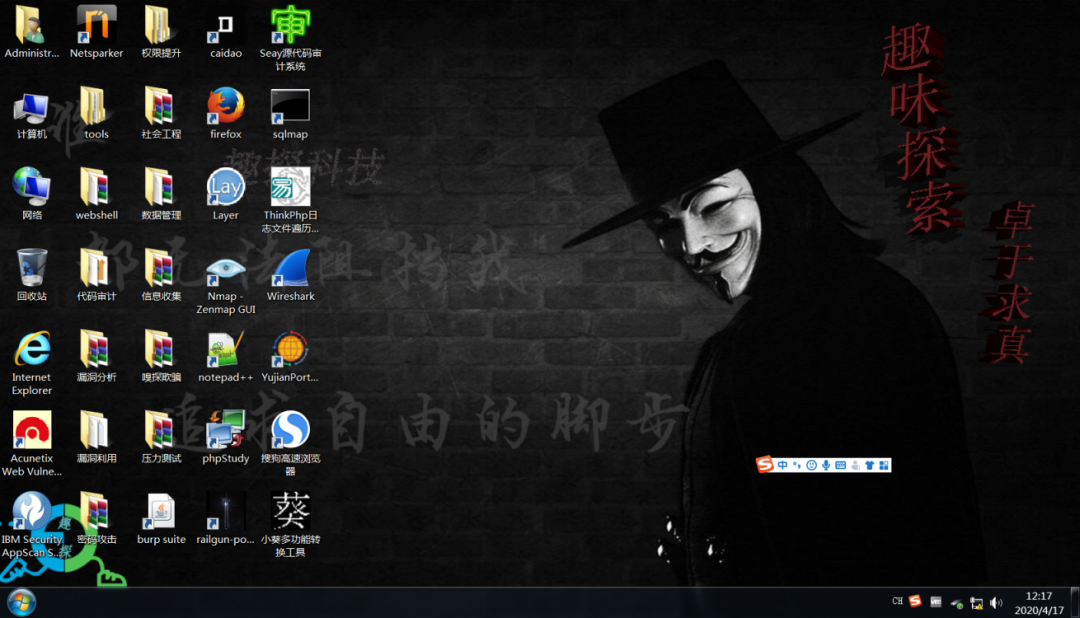 Administr...
Netsparker
权限提升
caidao
Seay源代码审
计系统
计算机
tools
社会工程
firefox
sqlmap
趣探科技
网络
webshell
数据管理
Lay
Layer
易
ThinkPhp日
志文件遍历...
回收站
代码审计
信息收集
Nmap -
Zenmap GUI
Wireshark
Internet
Explorer
漏洞分析
嗅探欺骗
notepad++
YujianPort...
Acunetix
Web Vulne...
漏洞利用
压力测试
phpStudy
搜狗高速浏览
器
追求自由的脚步
IBM Security
AppScan S...
密码攻击
burp suite
railgun-po...
葵
小葵多功能转
换工具
趣
探
趣味探索
卓于求真
中
CH
12:17
2020/4/17